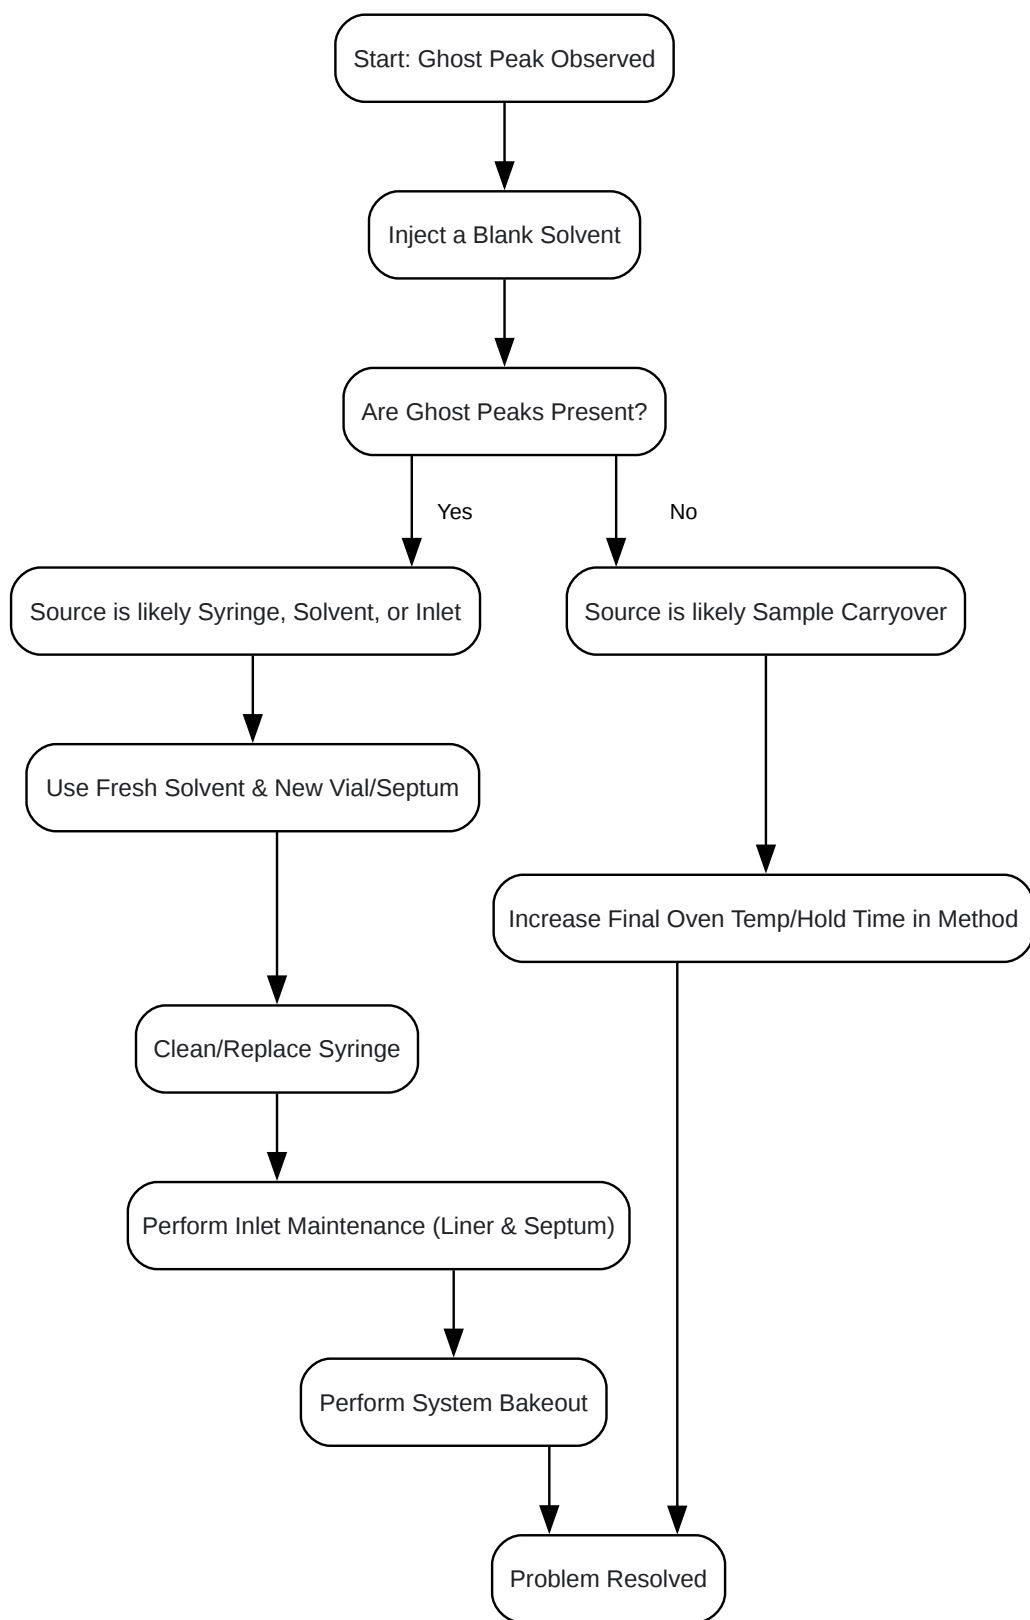 Start: Ghost Peak Observed
Inject a Blank Solvent
Are Ghost Peaks Present?
Yes
No
Source is likely Syringe, Solvent, or Inlet
Source is likely Sample Carryover
Use Fresh Solvent & New Vial/Septum
Increase Final Oven Temp/Hold Time in Method
Clean/Replace Syringe
Perform Inlet Maintenance (Liner & Septum)
Perform System Bakeout
Problem Resolved